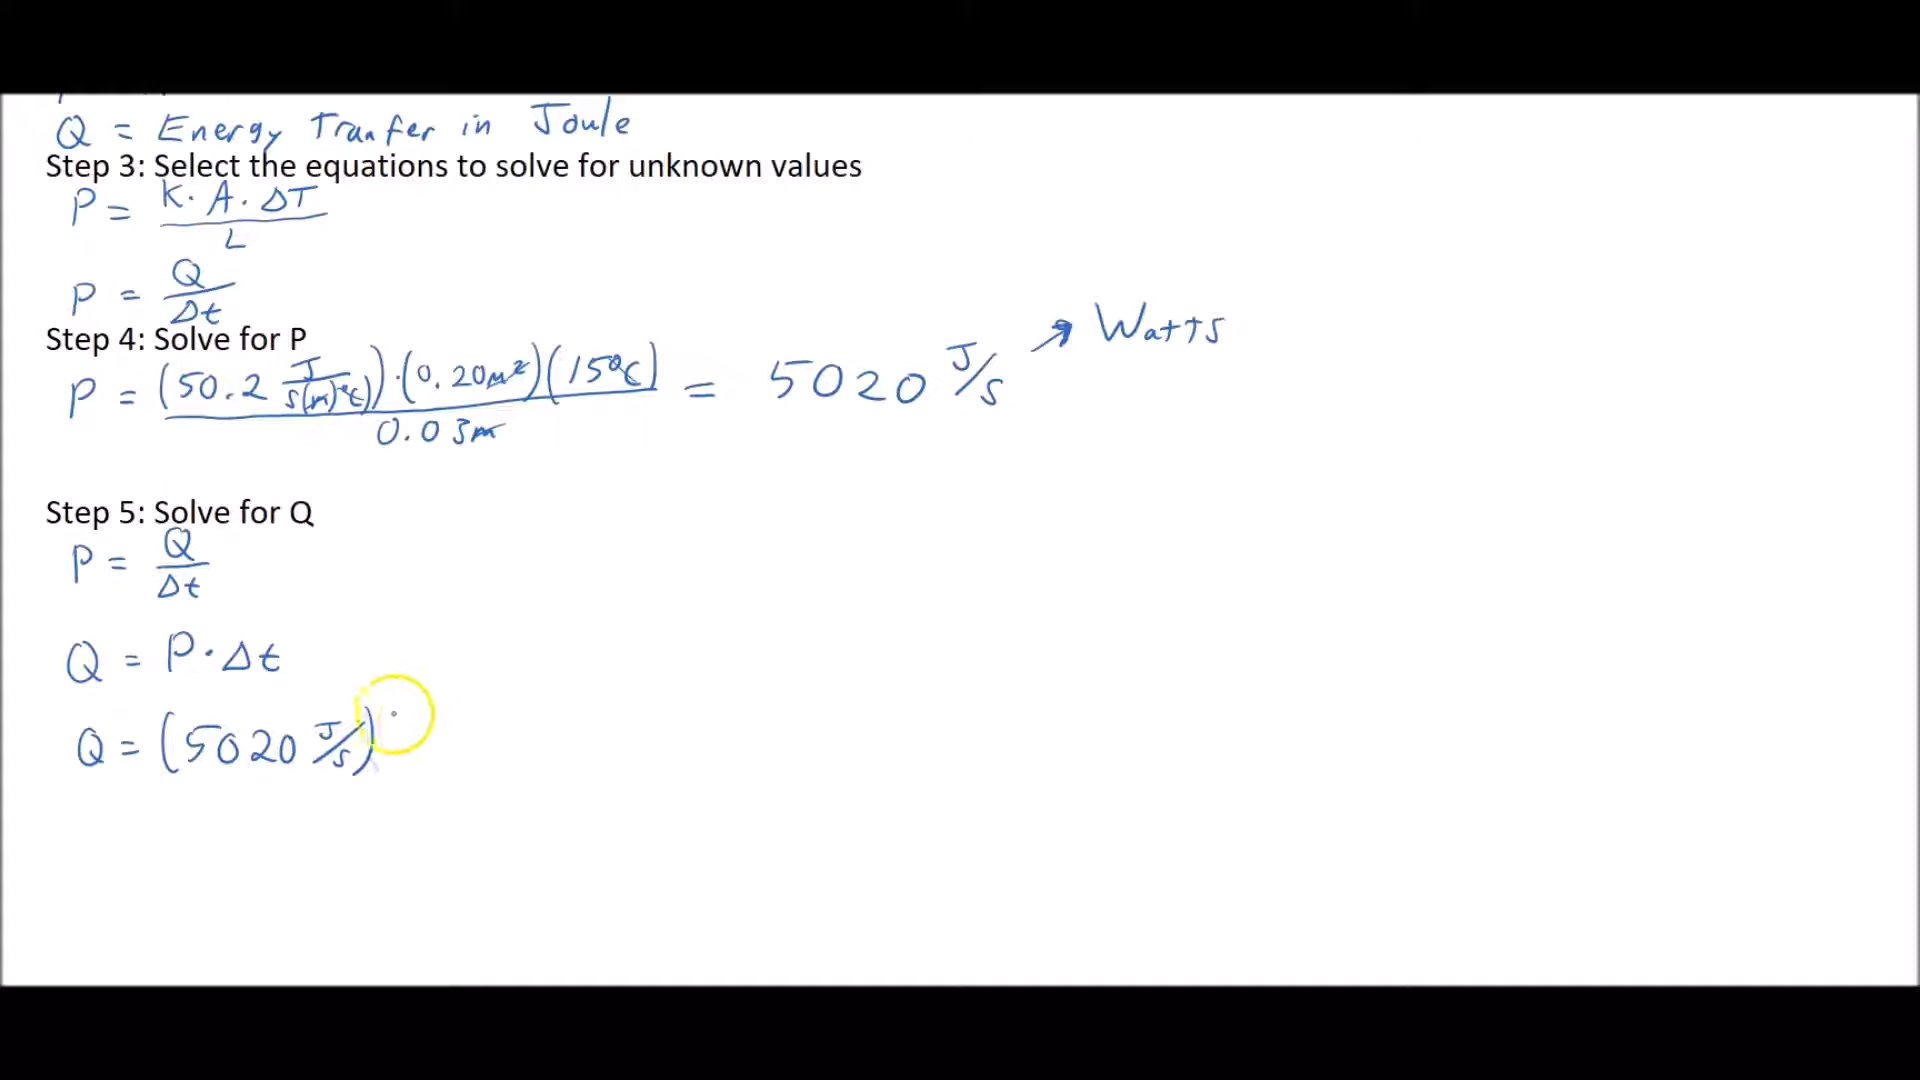 Q = Energy Tranfer in Joule
Step 3: Select the equations to solve for unknown values
P = K · A · ΔT / L
P = Q / Δt
Step 4: Solve for P
P = (50.2 J / s(m)°C) · (0.20m²)(15°C) / 0.03m = 5020 J/s → Watts
Step 5: Solve for Q
P = Q / Δt
Q = P · Δt
Q = (5020 J/s)